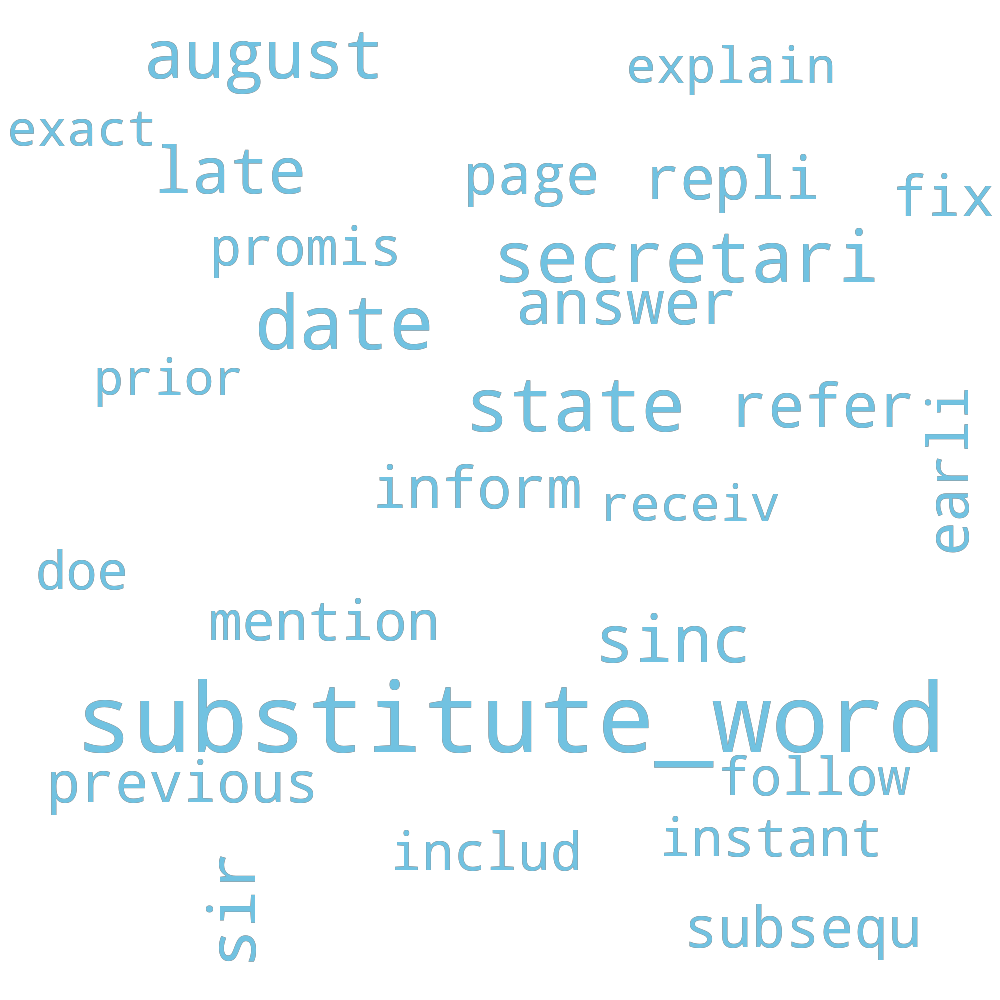 august
explain
exact
late
page
repli
fix
promis
secretari
answer
date
prior
state
refer
earli
inform
receiv
doe
mention
sinc
substitute_word
previous
follow
instant
includ
sir
subsequ